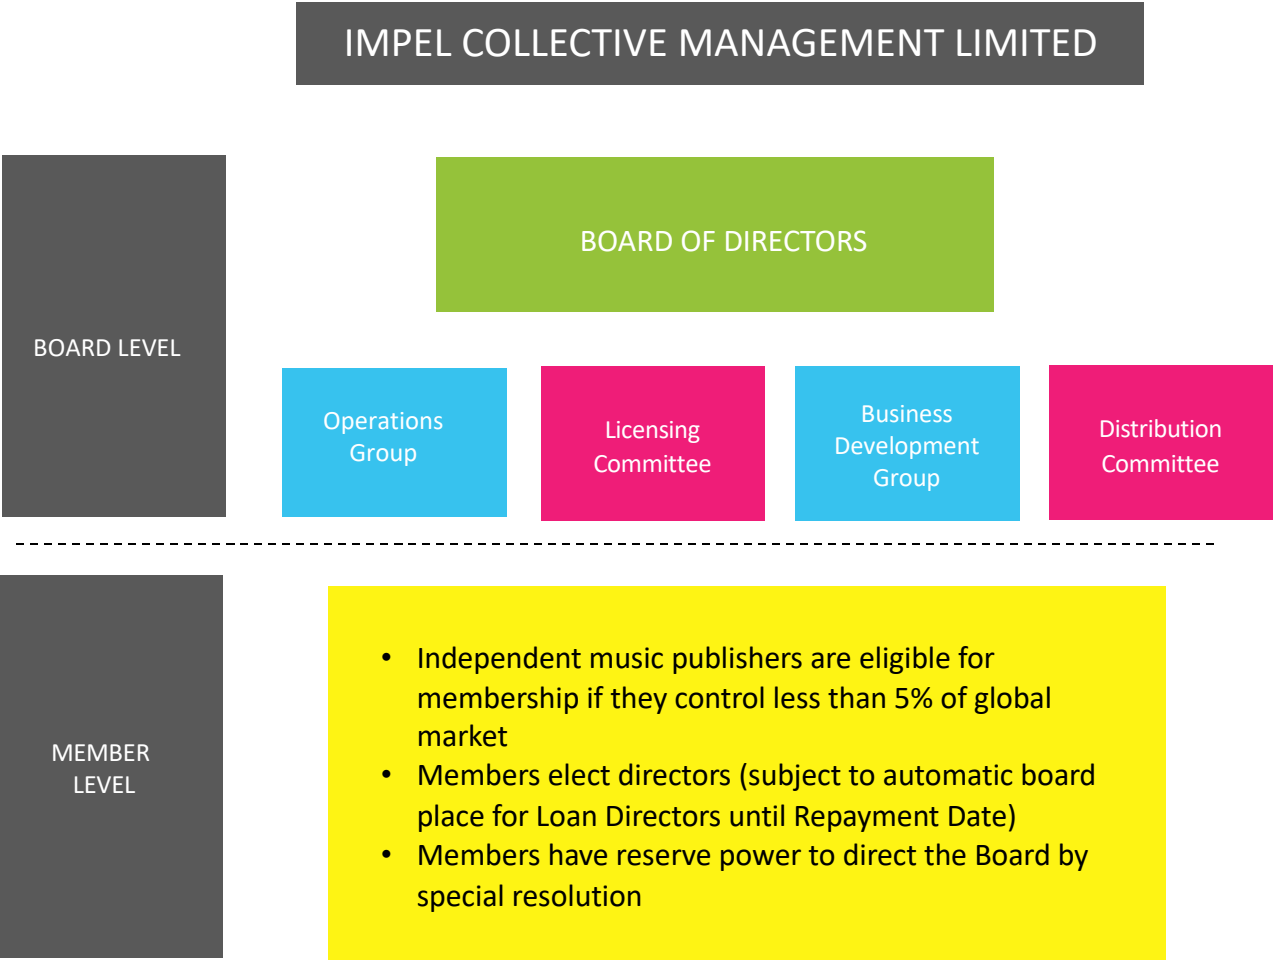 IMPEL COLLECTIVE MANAGEMENT LIMITED
BOARD LEVEL
BOARD OF DIRECTORS
Operations
Group
Licensing
Committee
Business
Development
Group
Distribution
Committee
MEMBER
LEVEL
• Independent music publishers are eligible for
membership if they control less than 5% of global
market
• Members elect directors (subject to automatic board
place for Loan Directors until Repayment Date)
• Members have reserve power to direct the Board by
special resolution